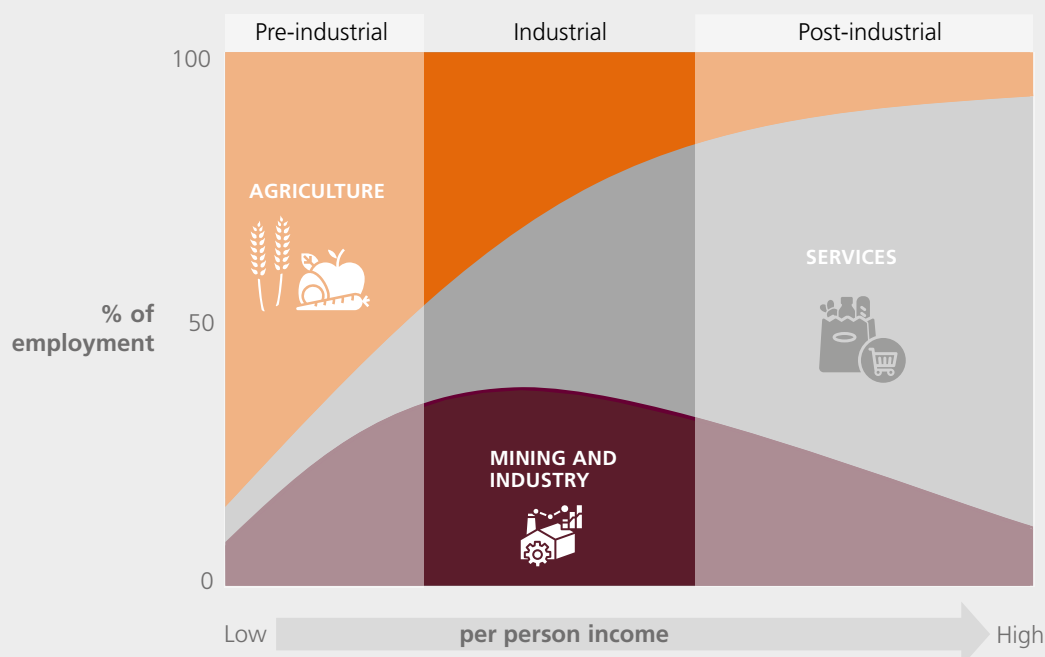 Pre-industrial
Industrial
Post-industrial
100
AGRICULTURE
SERVICES
% of
employment
50
MINING AND
INDUSTRY
0
Low
per person income
High